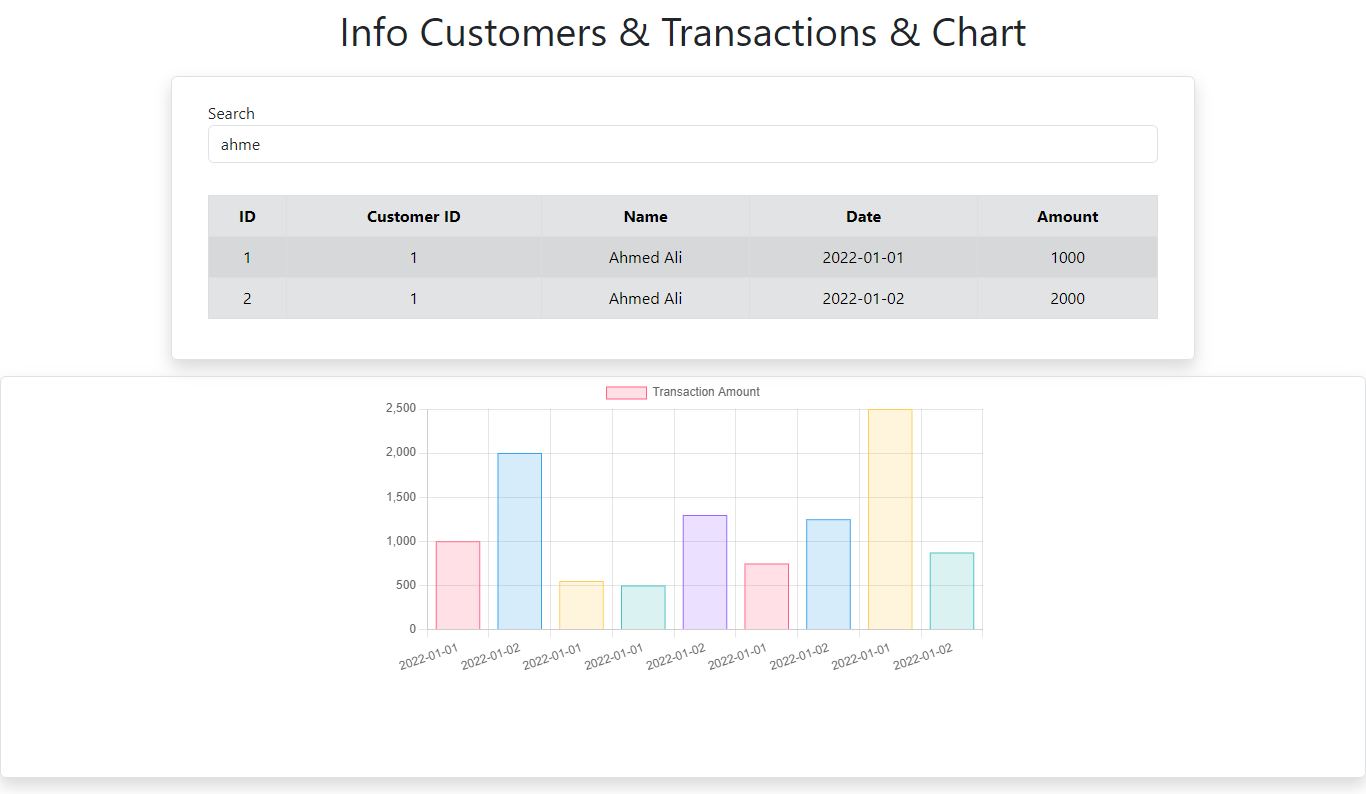 Info Customers & Transactions & Chart
Search
ahme
ID Customer ID Name Date Amount
1 1 Ahmed Ali 2022-01-01 1000
2 1 Ahmed Ali 2022-01-02 2000
Transaction Amount
2,500
2,000
1,500
1,000
500
0
2022-01-01 2022-01-02 2022-01-01 2022-01-01 2022-01-02 2022-01-01 2022-01-02 2022-01-01 2022-01-02